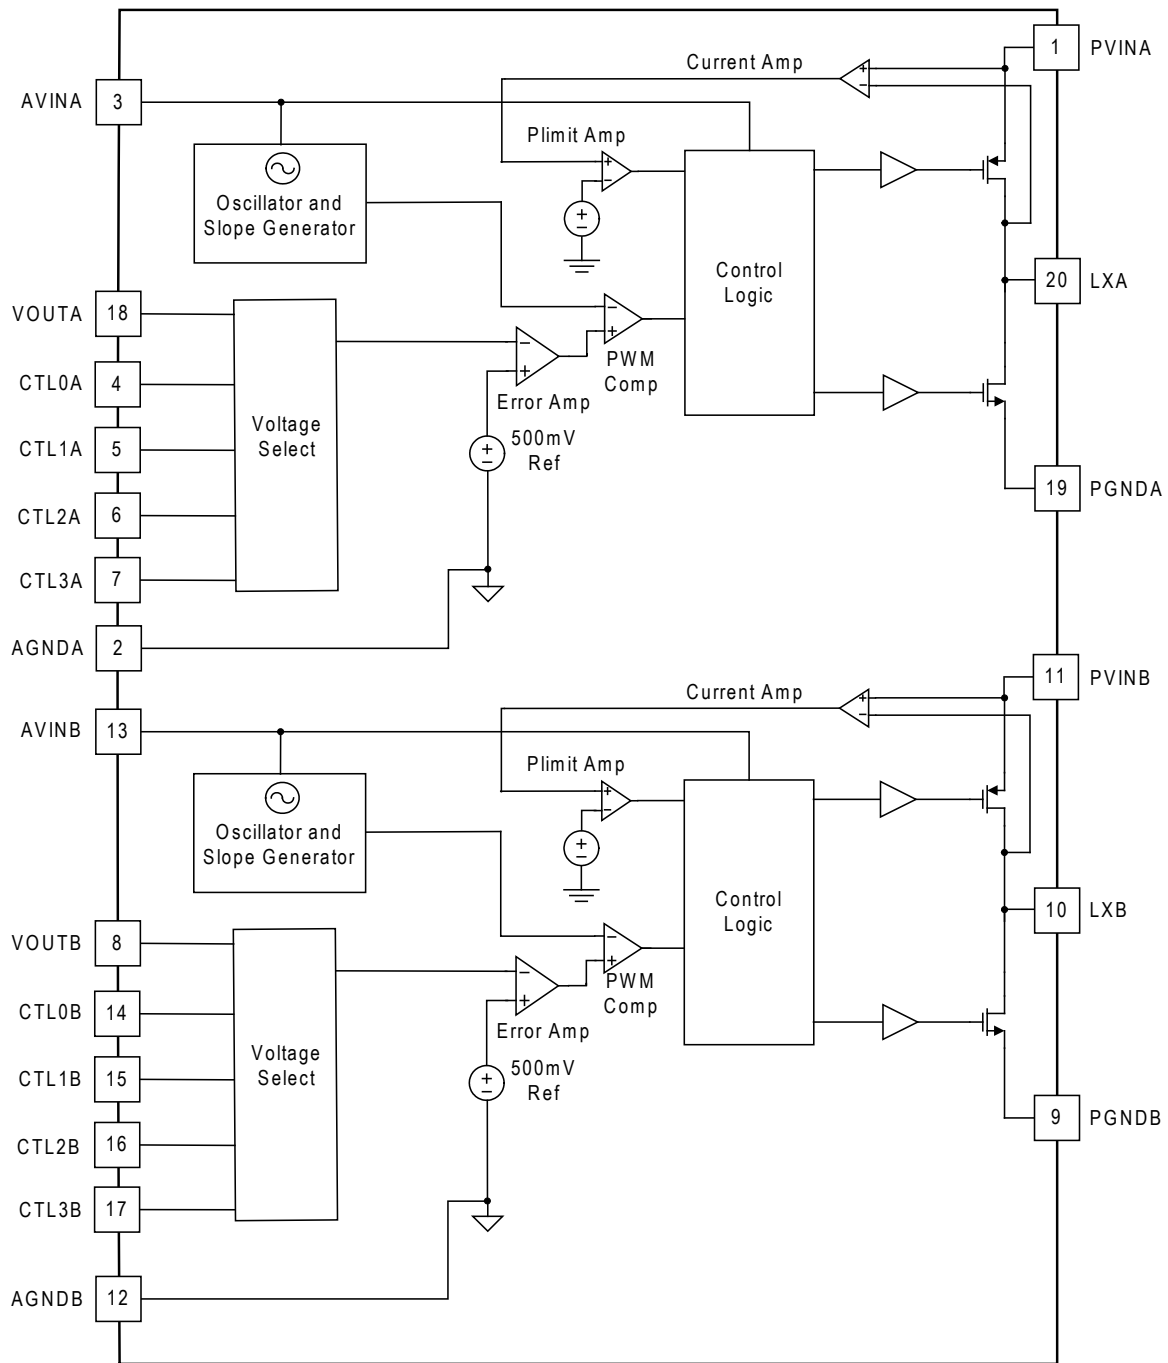 1 PVINA
Current Amp
+
−
AVINA 3
Plimit Amp
+
−
Oscillator and
Slope Generator
+
−
Control
Logic
20 LXA
VOUTA 18
−
+
PWM
Comp
−
+
Error Amp
CTL0A 4
Voltage
Select
CTL1A 5
500mV
Ref
+
−
19 PGNDA
CTL2A 6
CTL3A 7
AGNDA 2
11 PVINB
Current Amp
+
−
AVINB 13
Plimit Amp
+
−
Oscillator and
Slope Generator
+
−
Control
Logic
10 LXB
VOUTB 8
−
+
PWM
Comp
−
+
Error Amp
CTL0B 14
Voltage
Select
CTL1B 15
500mV
Ref
+
−
9 PGNDB
CTL2B 16
CTL3B 17
AGNDB 12